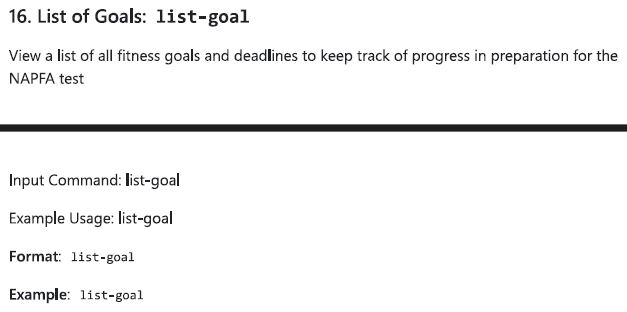 16. List of Goals: list-goal
View a list of all fitness goals and deadlines to keep track of progress in preparation for the
NAPFA test
Input Command: list-goal
Example Usage: list-goal
Format: list-goal
Example: list-goal